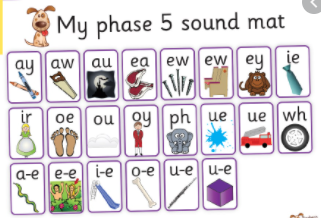 My phase 5 sound mat
ay aw au ea ew ew ey ie
ir oe ou oy ph ue ue wh
a-e e-e i-e o-e u-e u-e